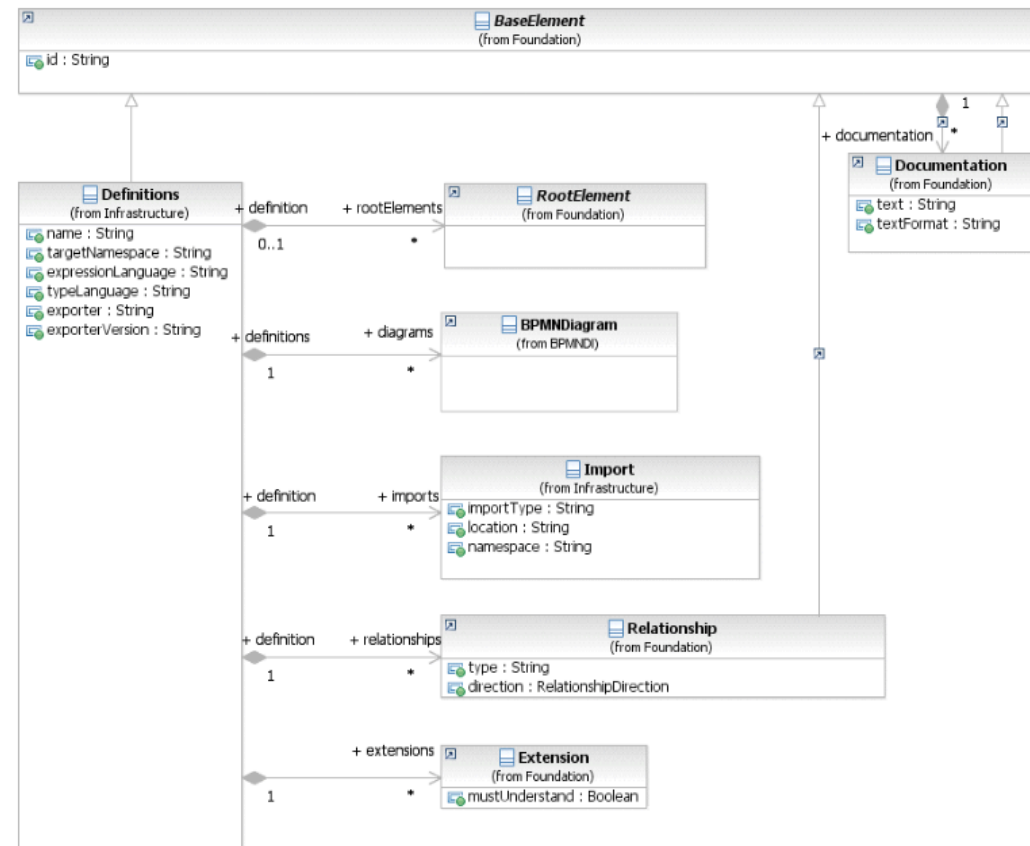 BaseElement
(from Foundation)
id : String
1
+ documentation
*
Documentation
(from Foundation)
text : String
textFormat : String
Definitions
(from Infrastructure)
name : String
targetNamespace : String
expressionLanguage : String
typeLanguage : String
exporter : String
exporterVersion : String
+ definition
+ rootElements
0..1
*
RootElement
(from Foundation)
+ definitions
+ diagrams
1
*
BPMNDiagram
(from BPMNDI)
+ definition
+ imports
1
*
Import
(from Infrastructure)
importType : String
location : String
namespace : String
+ definition
+ relationships
1
*
Relationship
(from Foundation)
type : String
direction : RelationshipDirection
+ extensions
1
*
Extension
(from Foundation)
mustUnderstand : Boolean